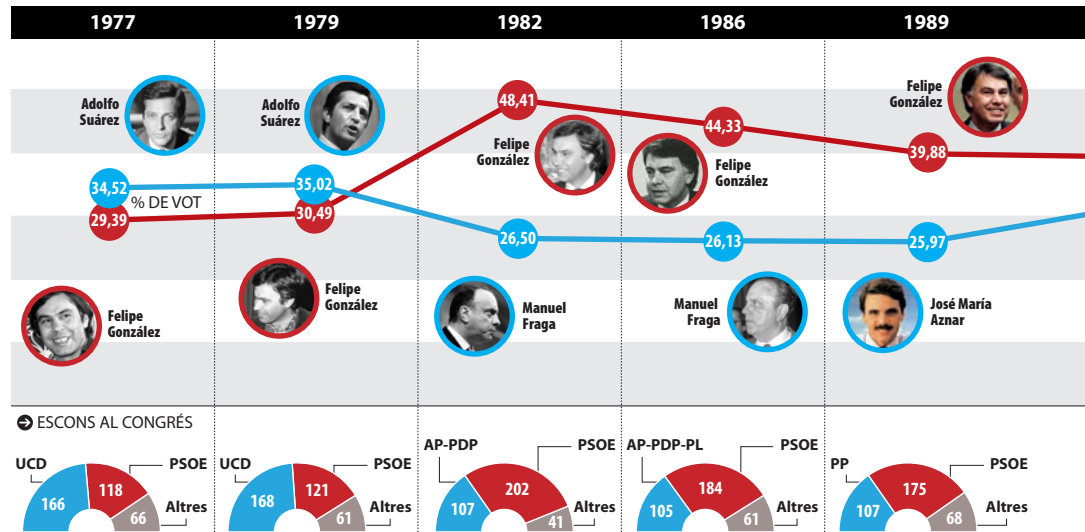 1977
1979
1982
1986
1989
Adolfo
Suárez
Adolfo
Suárez
Felipe
González
Felipe
González
Felipe
González
48,41
44,33
39,88
34,52
35,02
% DE VOT
29,39
30,49
26,50
26,13
25,97
Felipe
González
Felipe
González
Manuel
Fraga
Manuel
Fraga
José María
Aznar
ESCONS AL CONGRÉS
UCD
PSOE
166
118
Altres
66
UCD
PSOE
168
121
Altres
61
AP-PDP
PSOE
107
202
Altres
41
AP-PDP-PL
PSOE
105
184
Altres
61
PP
PSOE
107
175
Altres
68